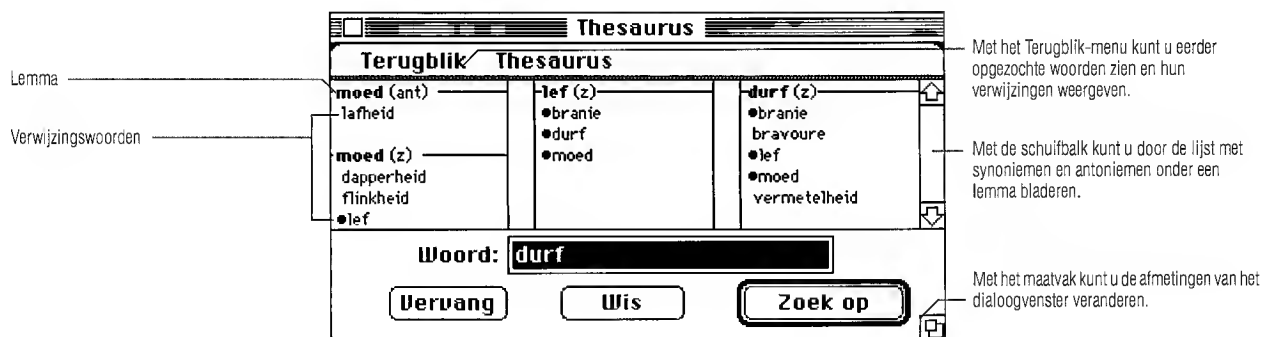 Thesaurus
Terugblik Thesaurus
Lemma
Verwijzingswoorden
moed (ant)
lafheid
moed (z)
dapperheid
flinkheid
●lef
lef (z)
●branie
●durf
●moed
durf (z)
●branie
bravoure
●lef
●moed
vermetelheid
Woord: durf
Vervang Wis Zoek op
Met het Terugblik-menu kunt u eerder
opgezochte woorden zien en hun
verwijzingen weergeven.
Met de schuifbalk kunt u door de lijst met
synoniemen en antoniemen onder een
lemma bladeren.
Met het maatvak kunt u de afmetingen van het
dialoogvenster veranderen.